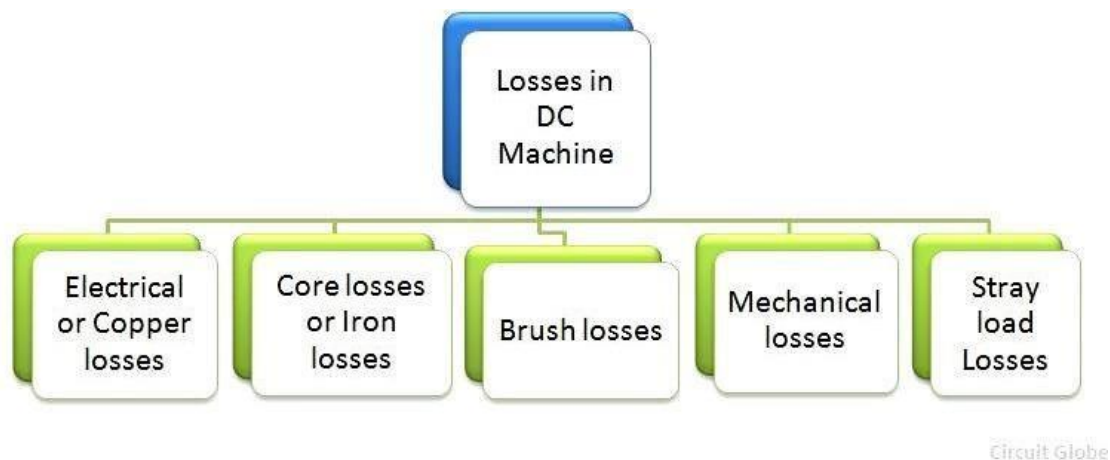 Losses in
DC
Machine
Electrical
or Copper
losses
Core losses
or Iron
losses
Brush losses
Mechanical
losses
Stray
load
Losses
Circuit Globe